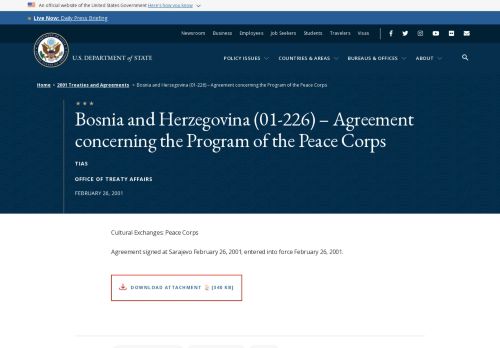 An official website of the United States Government Here's how you know
Live Now: Daily Press Briefing
Newsroom Business Employees Job Seekers Students Travelers Visas
U.S. DEPARTMENT of STATE
POLICY ISSUES COUNTRIES & AREAS BUREAUS & OFFICES ABOUT
Home > 2001 Treaties and Agreements > Bosnia and Herzegovina (01-226) – Agreement concerning the Program of the Peace Corps
Bosnia and Herzegovina (01-226) – Agreement
concerning the Program of the Peace Corps
TIAS
OFFICE OF TREATY AFFAIRS
FEBRUARY 26, 2001
Cultural Exchanges: Peace Corps
Agreement signed at Sarajevo February 26, 2001; entered into force February 26, 2001.
DOWNLOAD ATTACHMENT [348 KB]